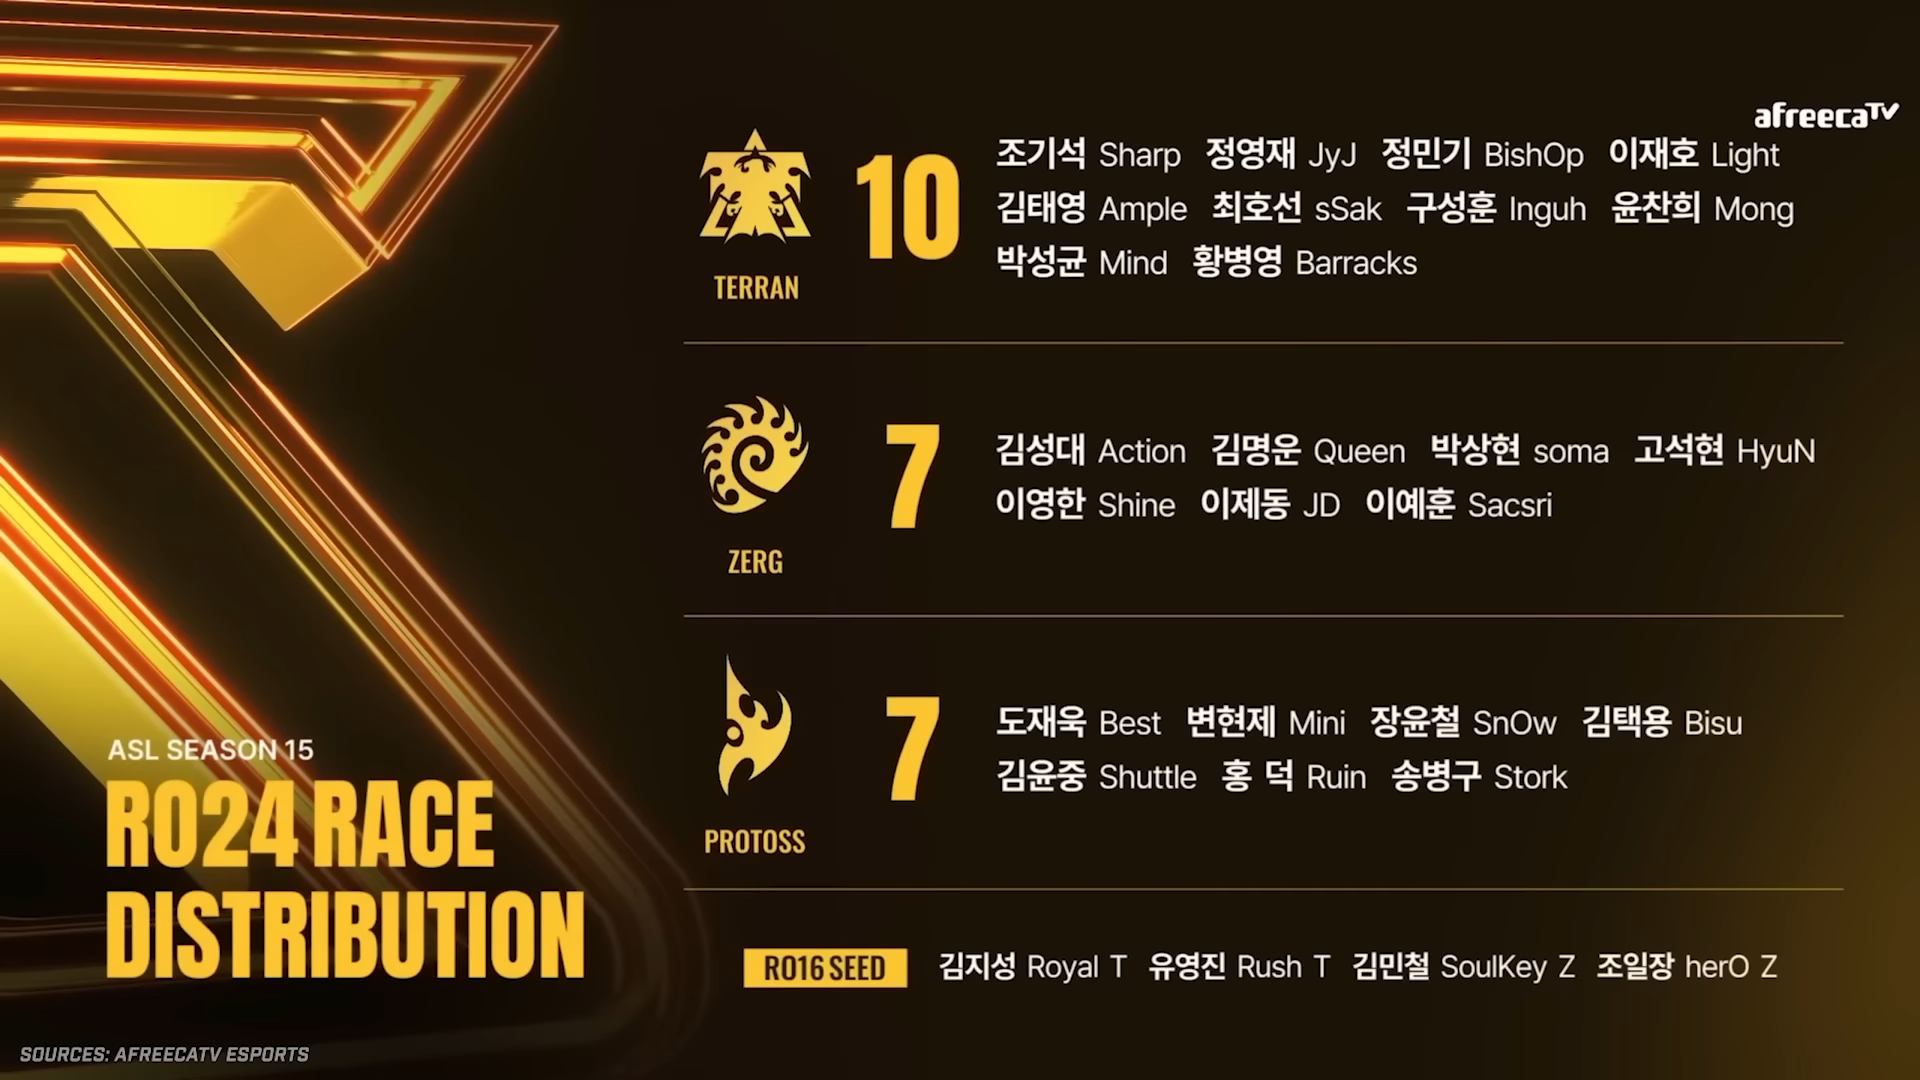 afreecaTV
TERRAN
10
조기석 Sharp 정영재 JyJ 정민기 BishOp 이재호 Light
김태영 Ample 최호선 sSak 구성훈 Inguh 윤찬희 Mong
박성균 Mind 황병영 Barracks
ZERG
7
김성대 Action 김명운 Queen 박상현 soma 고석현 HyuN
이영한 Shine 이제동 JD 이예훈 Sacsri
PROTOSS
7
도재욱 Best 변현제 Mini 장윤철 SnOw 김택용 Bisu
김윤중 Shuttle 홍 덕 Ruin 송병구 Stork
RO16 SEED
김지성 Royal T 유영진 Rush T 김민철 SoulKey Z 조일장 herO Z
ASL SEASON 15
RO24 RACE
DISTRIBUTION
SOURCES: AFREECATV ESPORTS